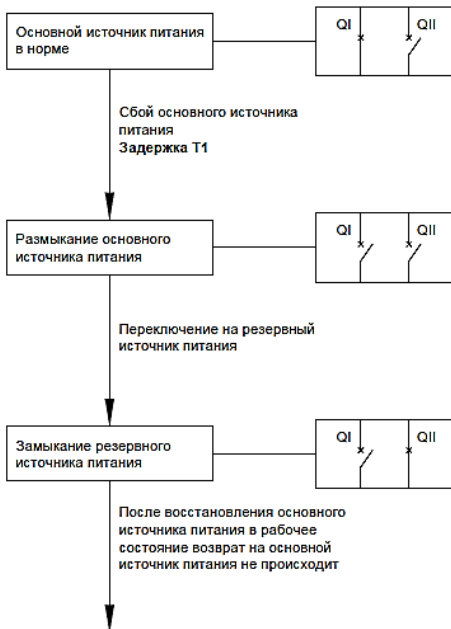 Основной источник питания
в норме
QI
QII
Сбой основного источника
питания
Задержка T1
Размыкание основного
источника питания
QI
QII
Переключение на резервный
источник питания
Замыкание резервного
источника питания
QI
QII
После восстановления основного
источника питания в рабочее
состояние возврат на основной
источник питания не происходит